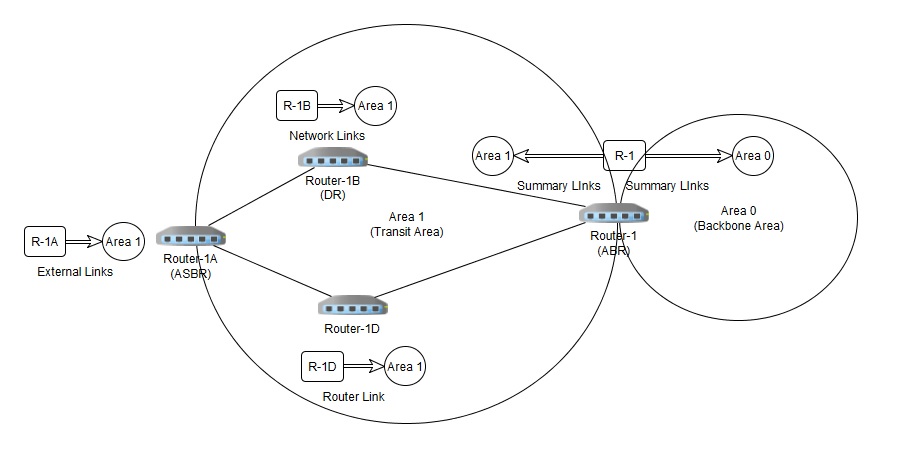 R-1B
Area 1
Network Links
Router-1B
(DR)
Area 1
R-1
Area 0
Summary LInks
Summary LInks
Area 1
(Transit Area)
Area 0
(Backbone Area)
Router-1
(ABR)
R-1A
Area 1
External Links
Router-1A
(ASBR)
Router-1D
R-1D
Area 1
Router Link